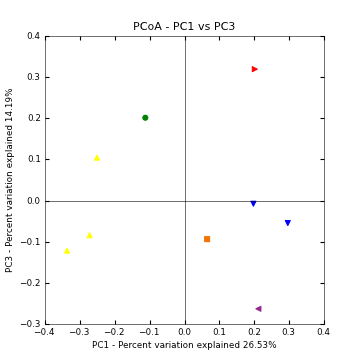 PCoA - PC1 vs PC3
0.4
0.3
0.2
0.1
0.0
−0.1
−0.2
−0.3
−0.4 −0.3 −0.2 −0.1 0.0 0.1 0.2 0.3 0.4
PC3 - Percent variation explained 14.19%
PC1 - Percent variation explained 26.53%